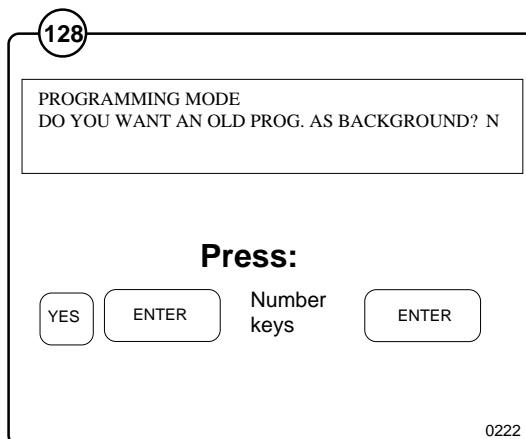 128
PROGRAMMING MODE
DO YOU WANT AN OLD PROG. AS BACKGROUND? N
Press:
YES ENTER Number keys ENTER
0222